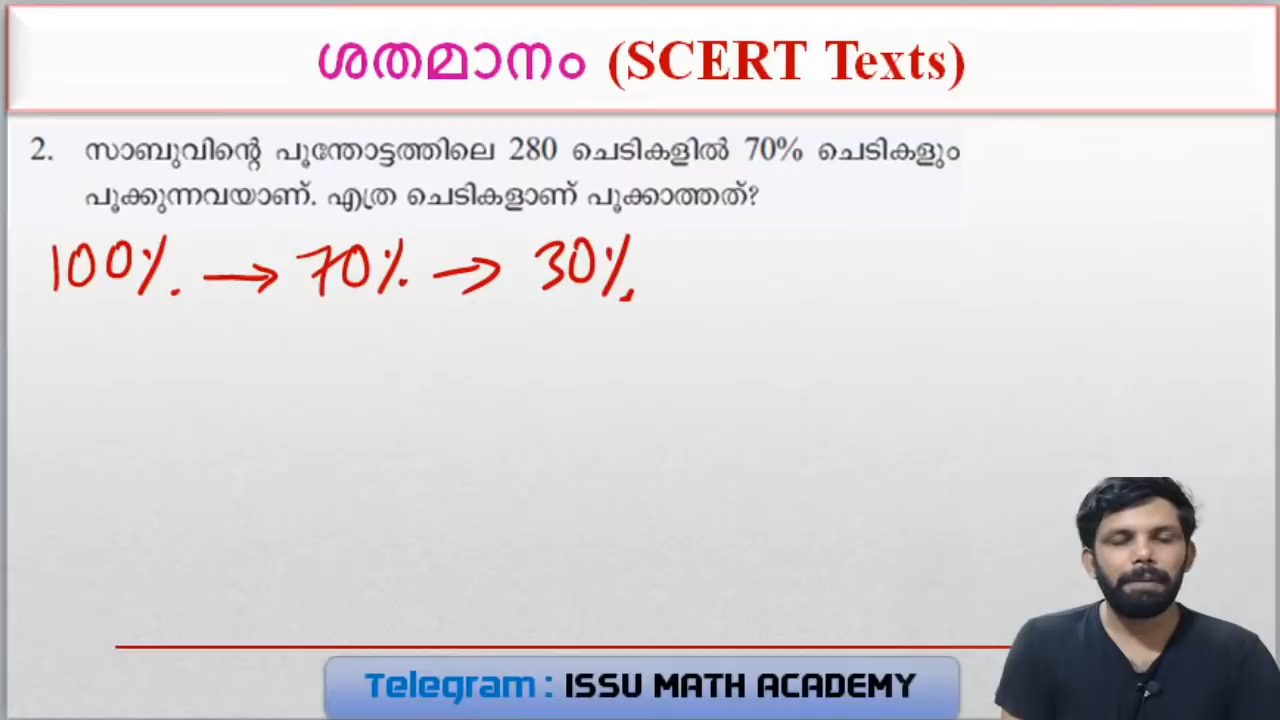 ശതമാനം (SCERT Texts)
2. സാബുവിന്റെ പൂന്തോട്ടത്തിലെ 280 ചെടികളിൽ 70% ചെടികളും
പൂക്കുന്നവയാണ്. എത്ര ചെടികളാണ് പൂക്കാത്തത്?
100% → 70% → 30%
Telegram : ISSU MATH ACADEMY